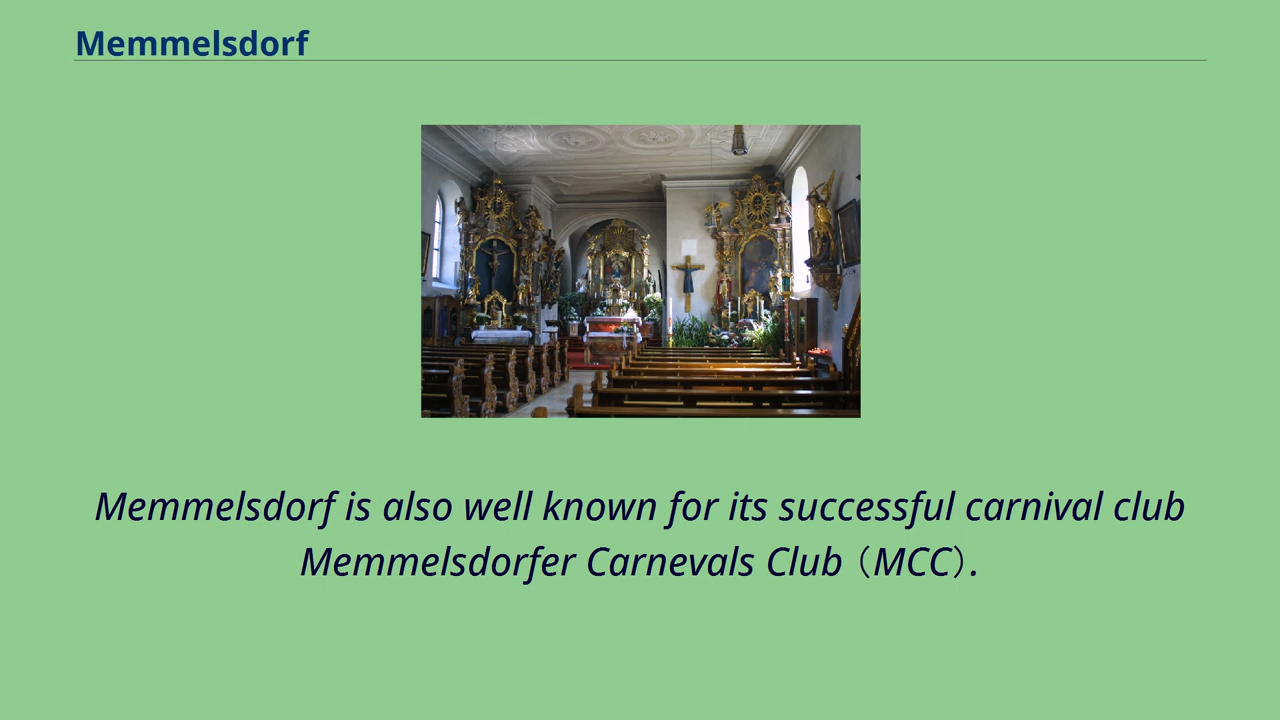 Memmelsdorf
Memmelsdorf is also well known for its successful carnival club
Memmelsdorfer Carnevals Club（MCC）.